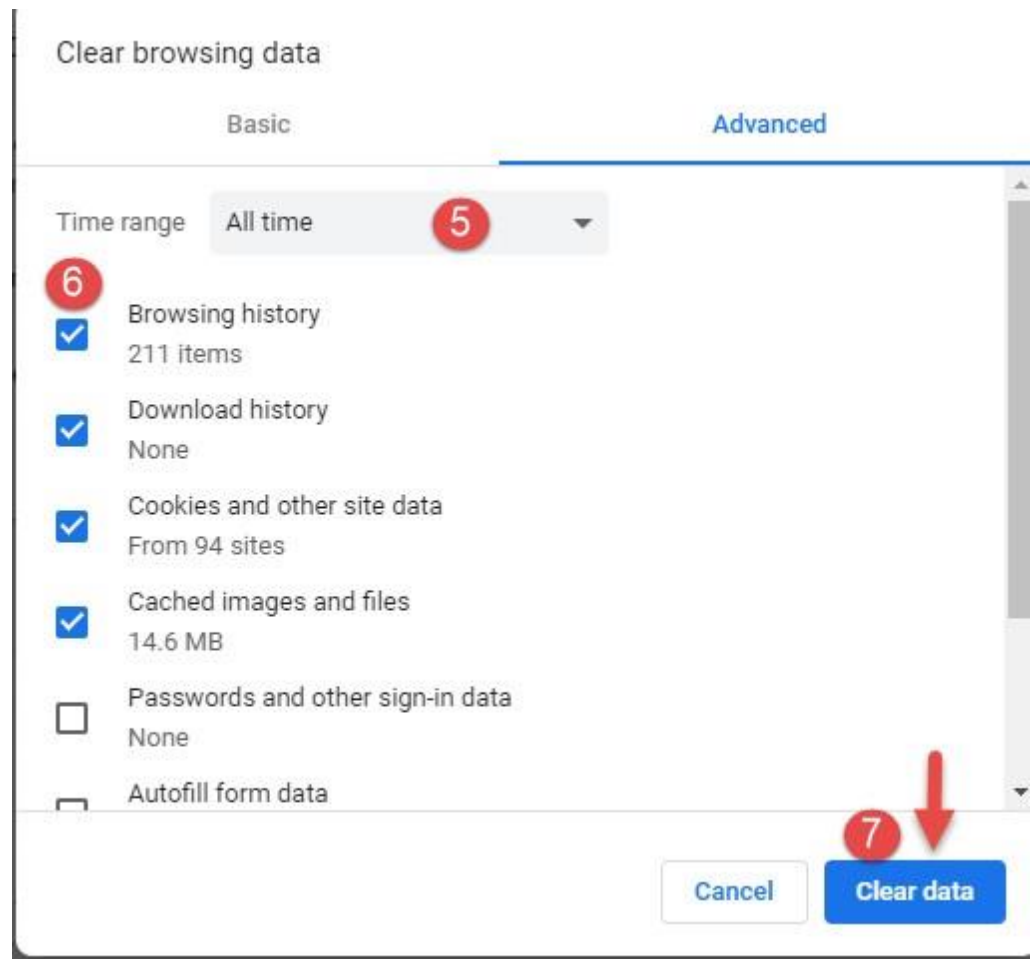 Clear browsing data
Basic Advanced
Time range All time 5
6
Browsing history
211 items
Download history
None
Cookies and other site data
From 94 sites
Cached images and files
14.6 MB
Passwords and other sign-in data
None
Autofill form data
7
Cancel Clear data